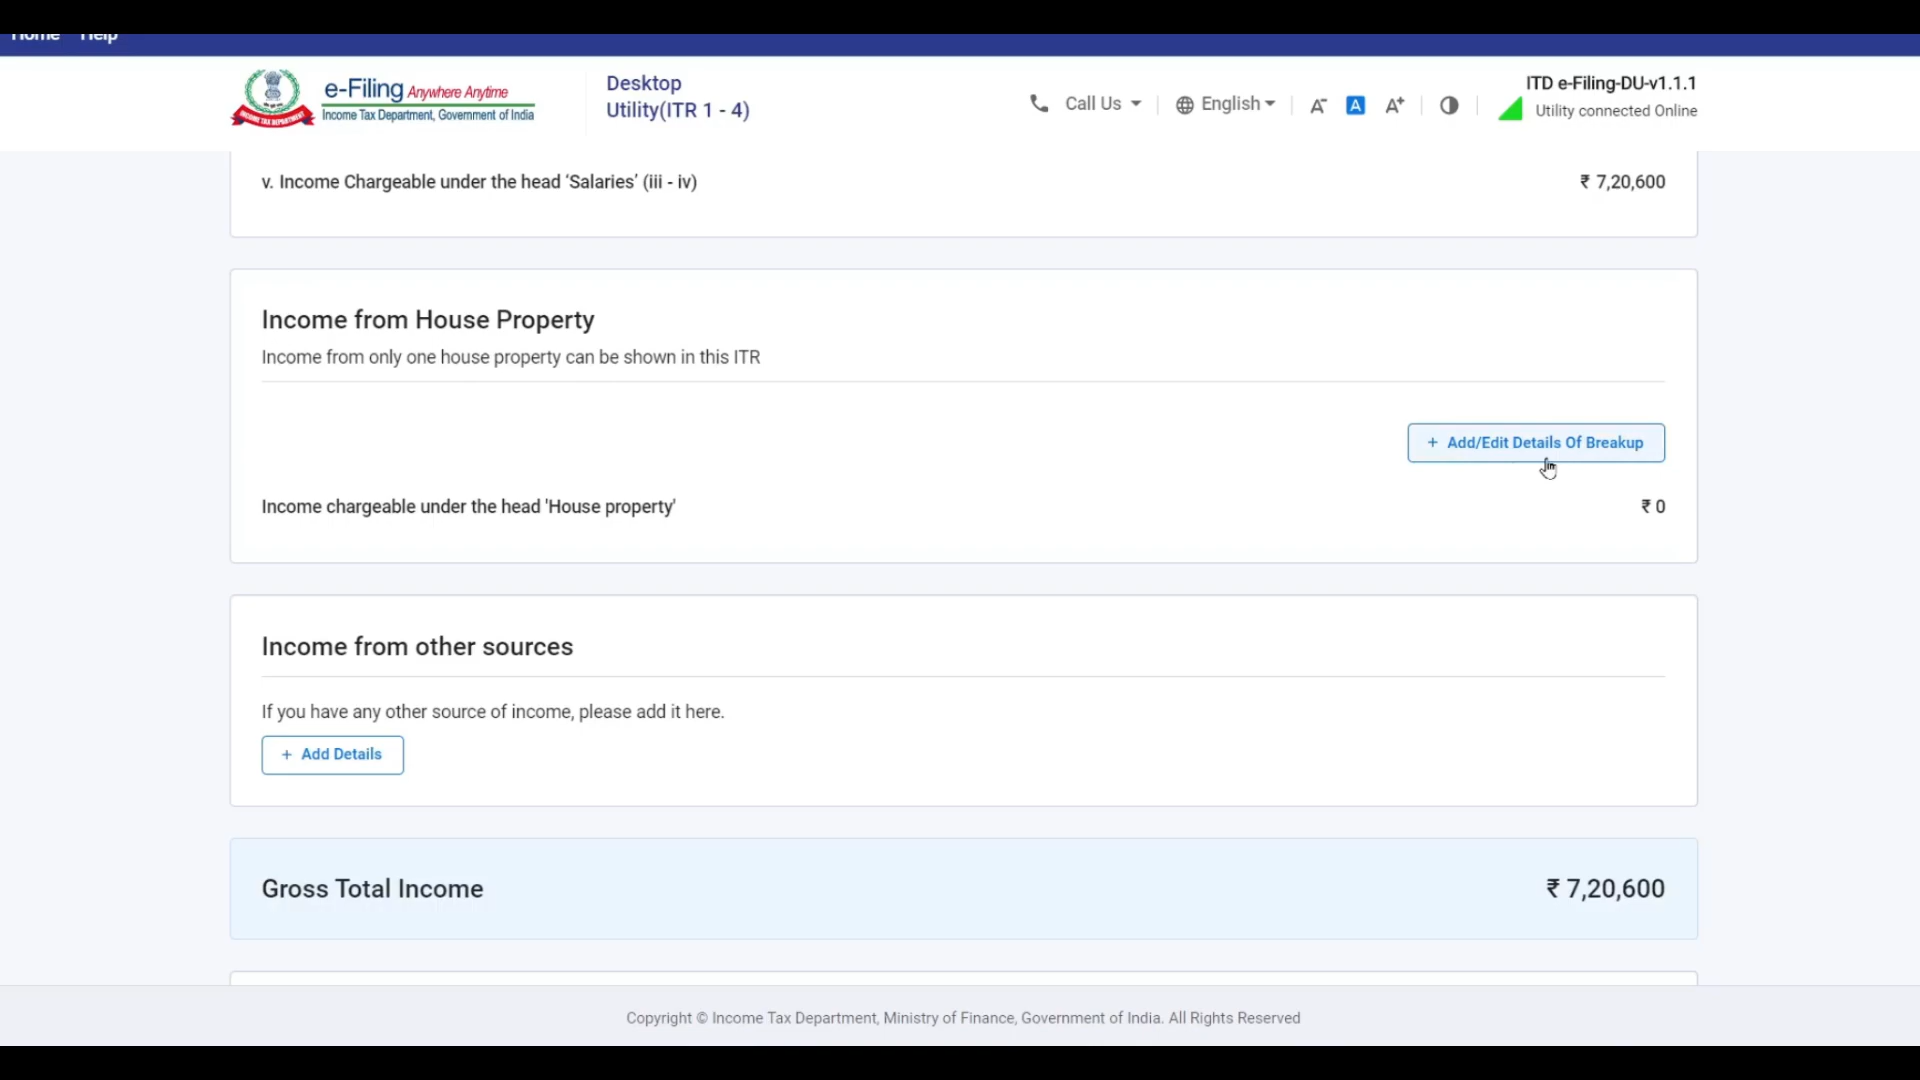 Home Help
e-Filing Anywhere Anytime
Income Tax Department, Government of India
INCOME TAX DEPARTMENT
Desktop
Utility(ITR 1 - 4)
Call Us
English
A-
A
A+
ITD e-Filing-DU-v1.1.1
Utility connected Online
v. Income Chargeable under the head ‘Salaries’ (iii - iv) ₹ 7,20,600
Income from House Property
Income from only one house property can be shown in this ITR
+ Add/Edit Details Of Breakup
Income chargeable under the head 'House property' ₹ 0
Income from other sources
If you have any other source of income, please add it here.
+ Add Details
Gross Total Income ₹ 7,20,600
Copyright © Income Tax Department, Ministry of Finance, Government of India. All Rights Reserved